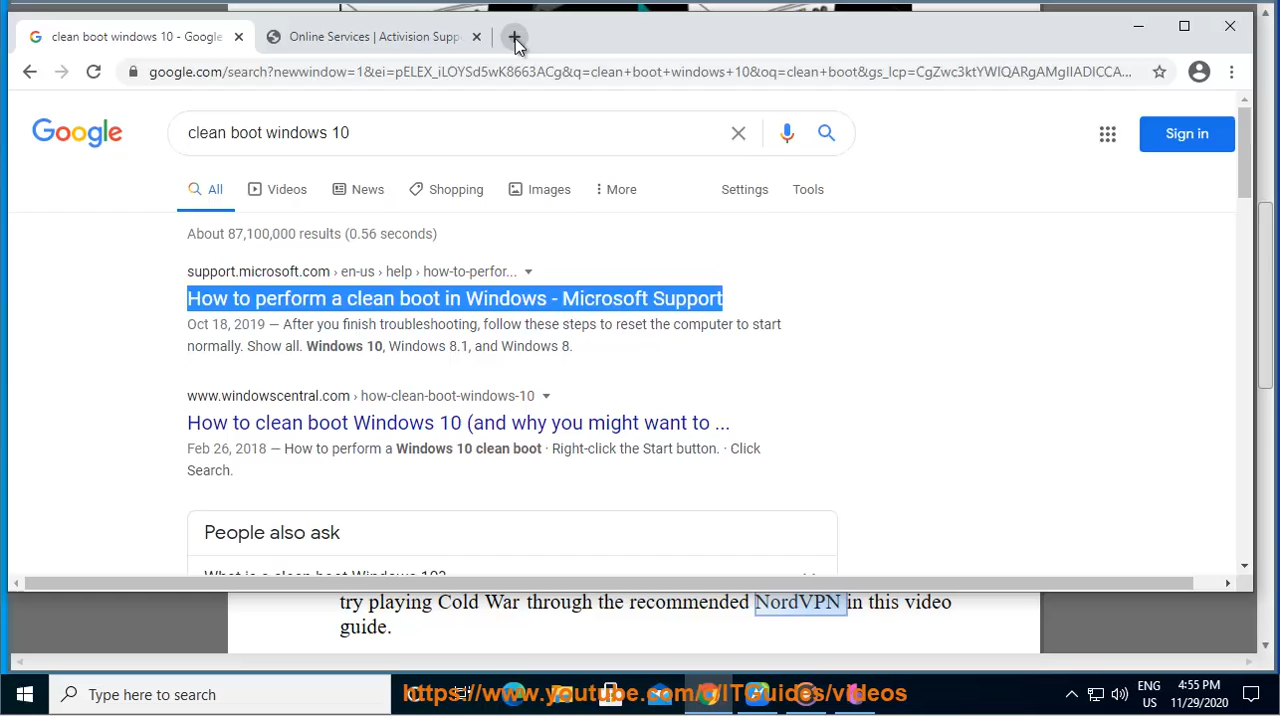 clean boot windows 10 - Google
Online Services | Activision Supp
google.com/search?newwindow=1&ei=pELEX_iLOYSd5wK8663ACg&q=clean+boot+windows+10&oq=clean+boot&gs_lcp=CgZwc3ktYWIQARgAMgIIADICCA...
Google
clean boot windows 10
Sign in
All Videos News Shopping Images More Settings Tools
About 87,100,000 results (0.56 seconds)
support.microsoft.com › en-us › help › how-to-perfor...
How to perform a clean boot in Windows - Microsoft Support
Oct 18, 2019 — After you finish troubleshooting, follow these steps to reset the computer to start
normally. Show all. Windows 10, Windows 8.1, and Windows 8.
www.windowscentral.com › how-clean-boot-windows-10
How to clean boot Windows 10 (and why you might want to ...
Feb 26, 2018 — How to perform a Windows 10 clean boot · Right-click the Start button. · Click
Search.
People also ask
What is a clean boot Windows 10?
try playing Cold War through the recommended NordVPN in this video
guide.
Type here to search
https://www.youtube.com/c/ITGuides/videos
ENG
US
4:55 PM
11/29/2020